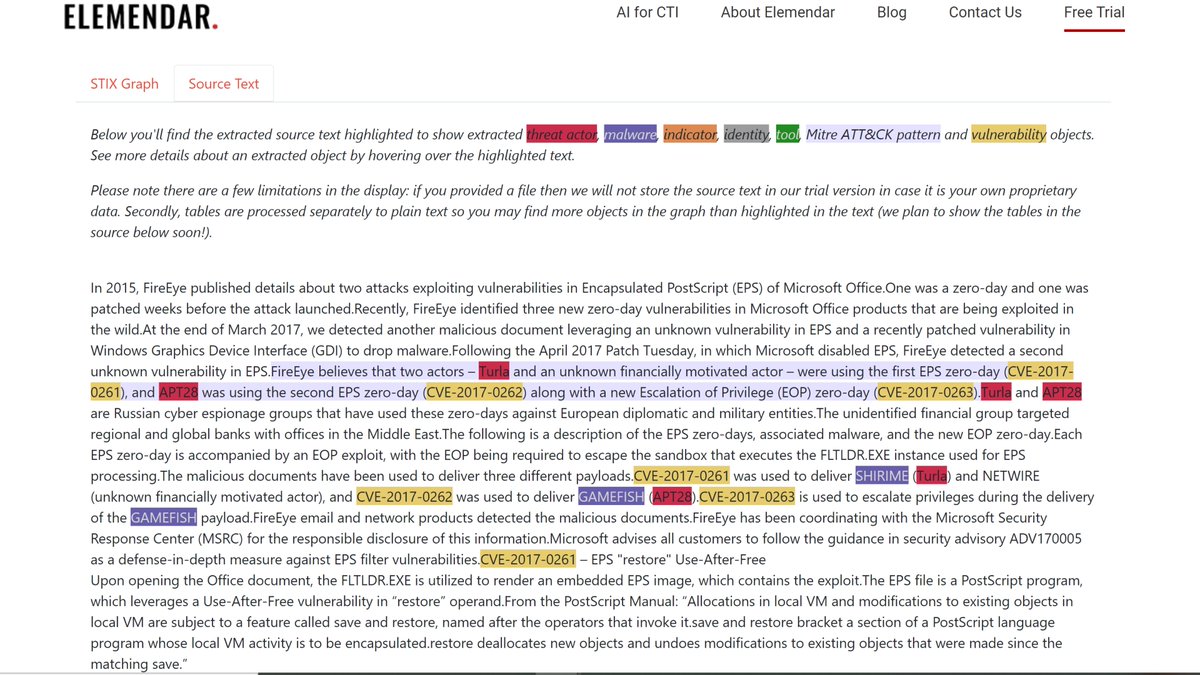 ELEMENDAR.
AI for CTI About Elemendar Blog Contact Us Free Trial
STIX Graph Source Text
Below you'll find the extracted source text highlighted to show extracted threat actor, malware, indicator, identity, tool, Mitre ATT&CK pattern and vulnerability objects.
See more details about an extracted object by hovering over the highlighted text.
Please note there are a few limitations in the display: if you provided a file then we will not store the source text in our trial version in case it is your own proprietary
data. Secondly, tables are processed separately to plain text so you may find more objects in the graph than highlighted in the text (we plan to show the tables in the
source below soon!).
In 2015, FireEye published details about two attacks exploiting vulnerabilities in Encapsulated PostScript (EPS) of Microsoft Office.One was a zero-day and one was
patched weeks before the attack launched.Recently, FireEye identified three new zero-day vulnerabilities in Microsoft Office products that are being exploited in
the wild.At the end of March 2017, we detected another malicious document leveraging an unknown vulnerability in EPS and a recently patched vulnerability in
Windows Graphics Device Interface (GDI) to drop malware.Following the April 2017 Patch Tuesday, in which Microsoft disabled EPS, FireEye detected a second
unknown vulnerability in EPS.FireEye believes that two actors – Turla and an unknown financially motivated actor – were using the first EPS zero-day (CVE-2017-
0261), and APT28 was using the second EPS zero-day (CVE-2017-0262) along with a new Escalation of Privilege (EOP) zero-day (CVE-2017-0263).Turla and APT28
are Russian cyber espionage groups that have used these zero-days against European diplomatic and military entities.The unidentified financial group targeted
regional and global banks with offices in the Middle East.The following is a description of the EPS zero-days, associated malware, and the new EOP zero-day.Each
EPS zero-day is accompanied by an EOP exploit, with the EOP being required to escape the sandbox that executes the FLTLDR.EXE instance used for EPS
processing.The malicious documents have been used to deliver three different payloads.CVE-2017-0261 was used to deliver SHIRIME (Turla) and NETWIRE
(unknown financially motivated actor), and CVE-2017-0262 was used to deliver GAMEFISH (APT28).CVE-2017-0263 is used to escalate privileges during the delivery
of the GAMEFISH payload.FireEye email and network products detected the malicious documents.FireEye has been coordinating with the Microsoft Security
Response Center (MSRC) for the responsible disclosure of this information.Microsoft advises all customers to follow the guidance in security advisory ADV170005
as a defense-in-depth measure against EPS filter vulnerabilities.CVE-2017-0261 – EPS "restore" Use-After-Free
Upon opening the Office document, the FLTLDR.EXE is utilized to render an embedded EPS image, which contains the exploit.The EPS file is a PostScript program,
which leverages a Use-After-Free vulnerability in “restore” operand.From the PostScript Manual: “Allocations in local VM and modifications to existing objects in
local VM are subject to a feature called save and restore, named after the operators that invoke it.save and restore bracket a section of a PostScript language
program whose local VM activity is to be encapsulated.restore deallocates new objects and undoes modifications to existing objects that were made since the
matching save.”